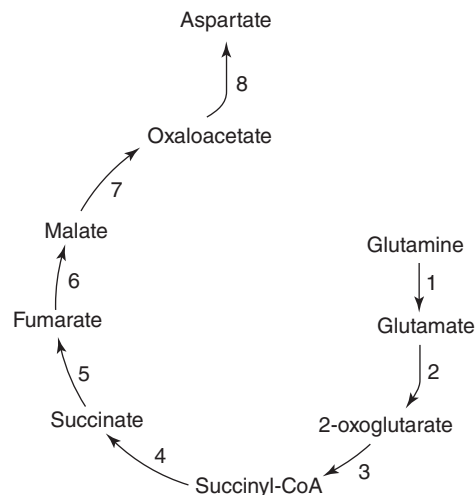 Aspartate
8
Oxaloacetate
7
Malate
Glutamine
6
1
Fumarate
Glutamate
5
2
Succinate
2-oxoglutarate
4
3
Succinyl-CoA